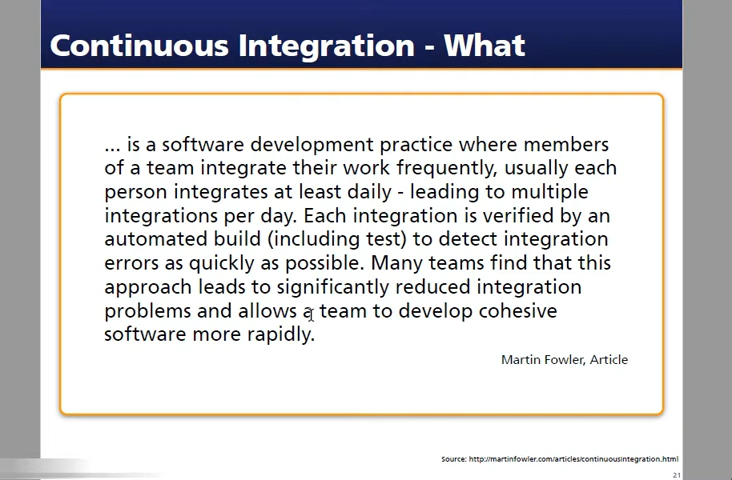 Continuous Integration - What
... is a software development practice where members
of a team integrate their work frequently, usually each
person integrates at least daily - leading to multiple
integrations per day. Each integration is verified by an
automated build (including test) to detect integration
errors as quickly as possible. Many teams find that this
approach leads to significantly reduced integration
problems and allows a team to develop cohesive
software more rapidly.
Martin Fowler, Article
Source: http://martinfowler.com/articles/continuousIntegration.html
21